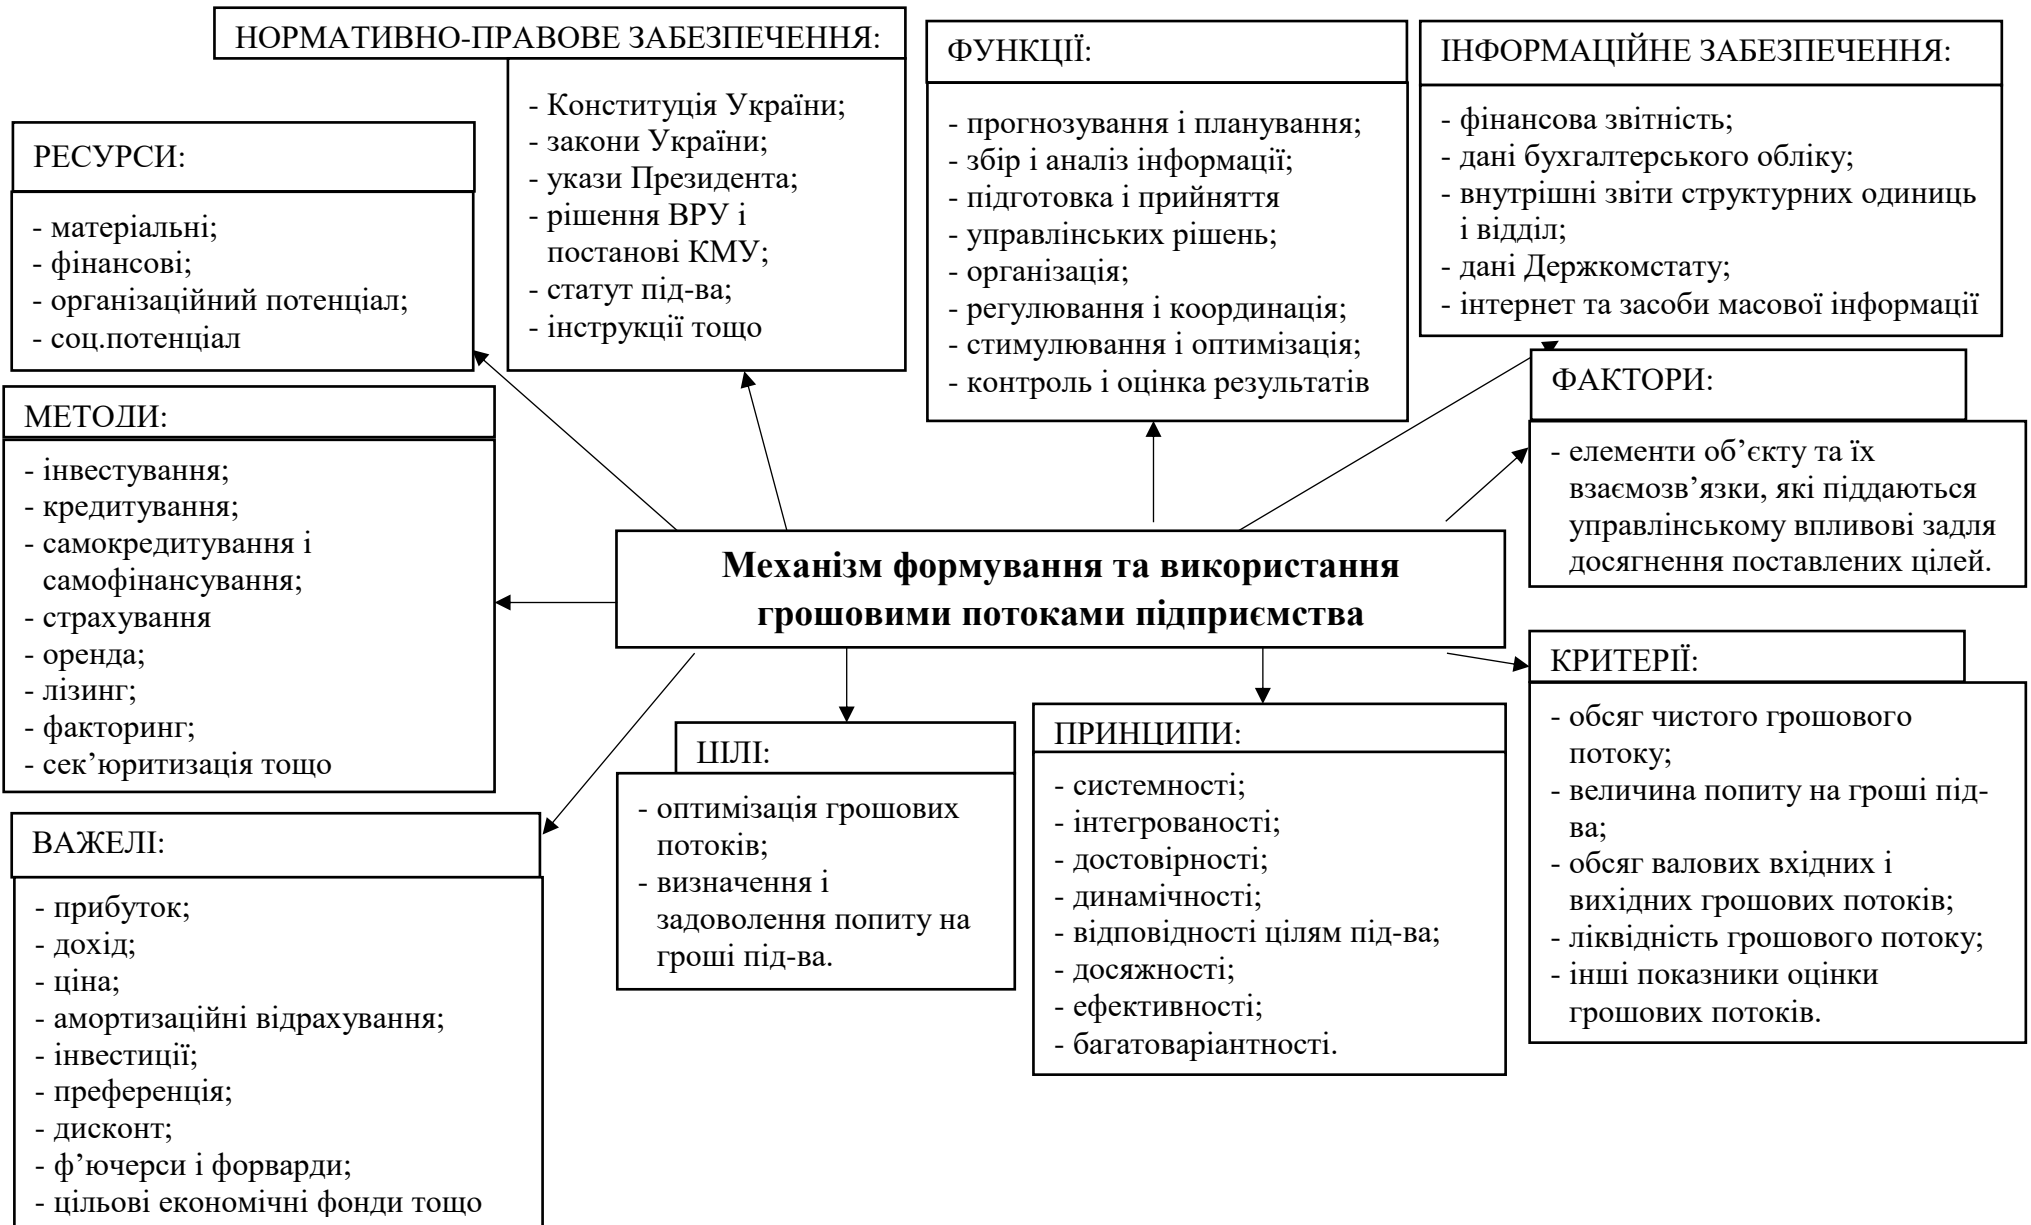 НОРМАТИВНО-ПРАВОВЕ ЗАБЕЗПЕЧЕННЯ:
- Конституція України;
- закони України;
- укази Президента;
- рішення ВРУ і
постанові КМУ;
- статут під-ва;
- інструкції тощо
ФУНКЦІЇ:
- прогнозування і планування;
- збір і аналіз інформації;
- підготовка і прийняття
- управлінських рішень;
- організація;
- регулювання і координація;
- стимулювання і оптимізація;
- контроль і оцінка результатів
ІНФОРМАЦІЙНЕ ЗАБЕЗПЕЧЕННЯ:
- фінансова звітність;
- дані бухгалтерського обліку;
- внутрішні звіти структурних одиниць
і відділ;
- дані Держкомстату;
- інтернет та засоби масової інформації
РЕСУРСИ:
- матеріальні;
- фінансові;
- організаційний потенціал;
- соц.потенціал
ФАКТОРИ:
- елементи об’єкту та їх
взаємозв’язки, які піддаються
управлінському впливові задля
досягнення поставлених цілей.
МЕТОДИ:
- інвестування;
- кредитування;
- самокредитування і
самофінансування;
- страхування
- оренда;
- лізинг;
- факторинг;
- сек’юритизація тощо
Механізм формування та використання
грошовими потоками підприємства
КРИТЕРІЇ:
- обсяг чистого грошового
потоку;
- величина попиту на гроші під-
ва;
- обсяг валових вхідних і
вихідних грошових потоків;
- ліквідність грошового потоку;
- інші показники оцінки
грошових потоків.
ЦІЛІ:
- оптимізація грошових
потоків;
- визначення і
задоволення попиту на
гроші під-ва.
ПРИНЦИПИ:
- системності;
- інтегрованості;
- достовірності;
- динамічності;
- відповідності цілям під-ва;
- досяжності;
- ефективності;
- багатоваріантності.
ВАЖЕЛІ:
- прибуток;
- дохід;
- ціна;
- амортизаційні відрахування;
- інвестиції;
- преференція;
- дисконт;
- ф’ючерси і форварди;
- цільові економічні фонди тощо